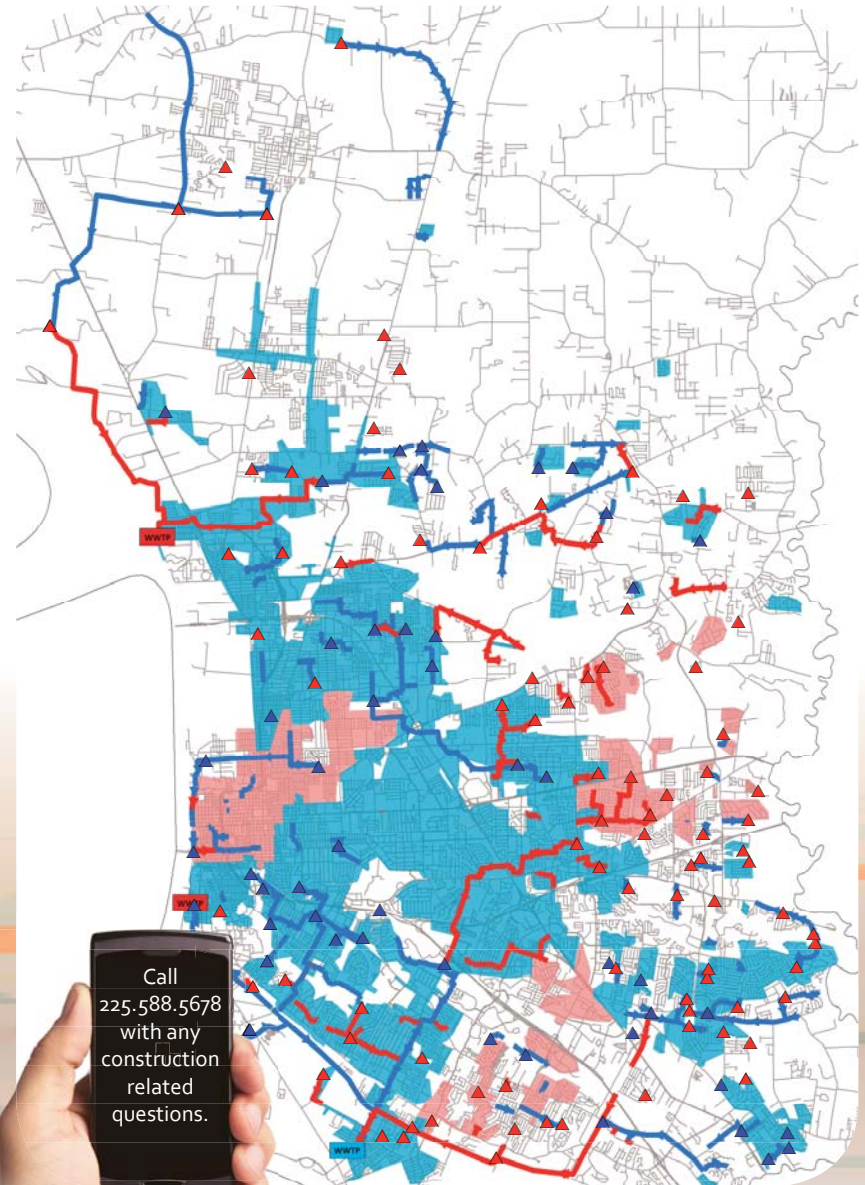 WWTP
WWTP
Call
225.588.5678
with any
construction
related
questions.
WWTP